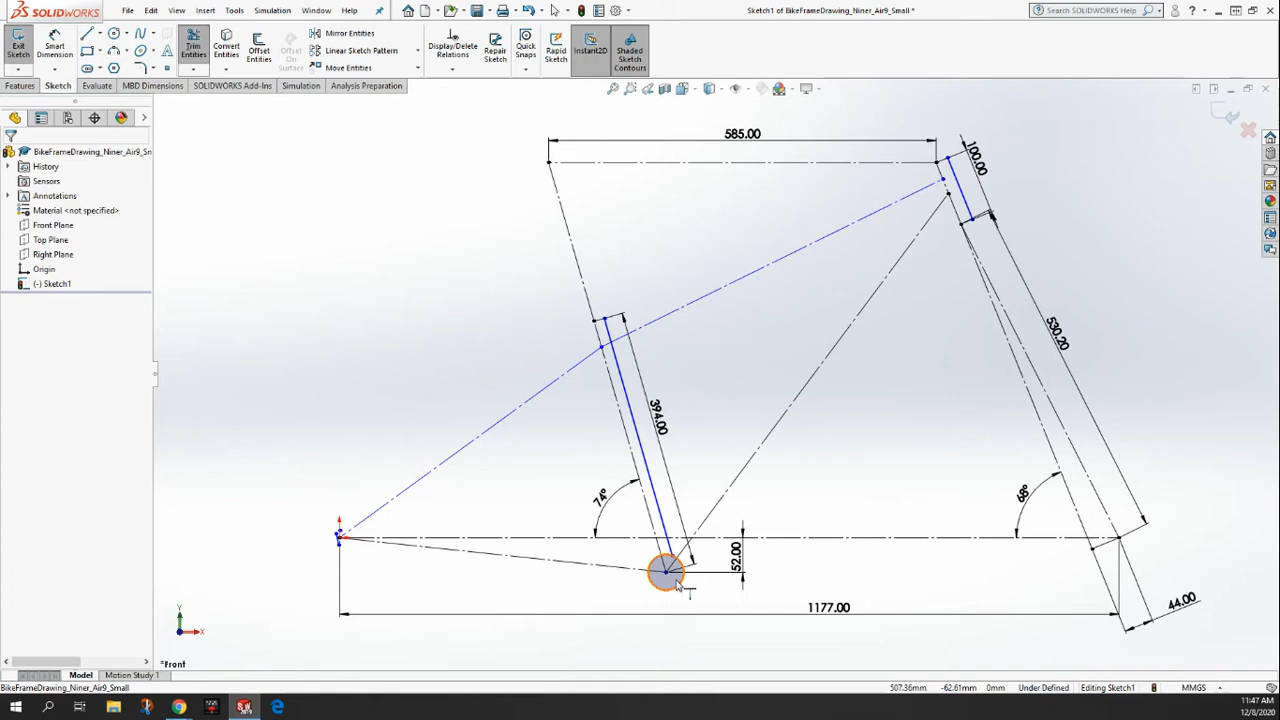 SOLIDWORKS
File Edit View Insert Tools Simulation Window Help
Sketch1 of BikeFrameDrawing_Niner_Air9_Small *
Search SOLIDWORKS Help
Exit Sketch
Smart Dimension
Trim Entities
Convert Entities
Offset Entities
Offset On Surface
Mirror Entities
Linear Sketch Pattern
Move Entities
Display/Delete Relations
Repair Sketch
Quick Snaps
Rapid Sketch
Instant2D
Shaded Sketch Contours
Features Sketch Evaluate MBD Dimensions SOLIDWORKS Add-Ins Simulation Analysis Preparation
BikeFrameDrawing_Niner_Air9_Sn
History
Sensors
Annotations
Material <not specified>
Front Plane
Top Plane
Right Plane
Origin
(-) Sketch1
585.00
100.00
530.20
394.00
74°
68°
52.00
1177.00
44.00
Y
X
*Front
Model Motion Study 1
BikeFrameDrawing_Niner_Air9_Small
507.36mm -62.61mm 0mm Under Defined Editing Sketch1 MMGS
11:47 AM
12/8/2020